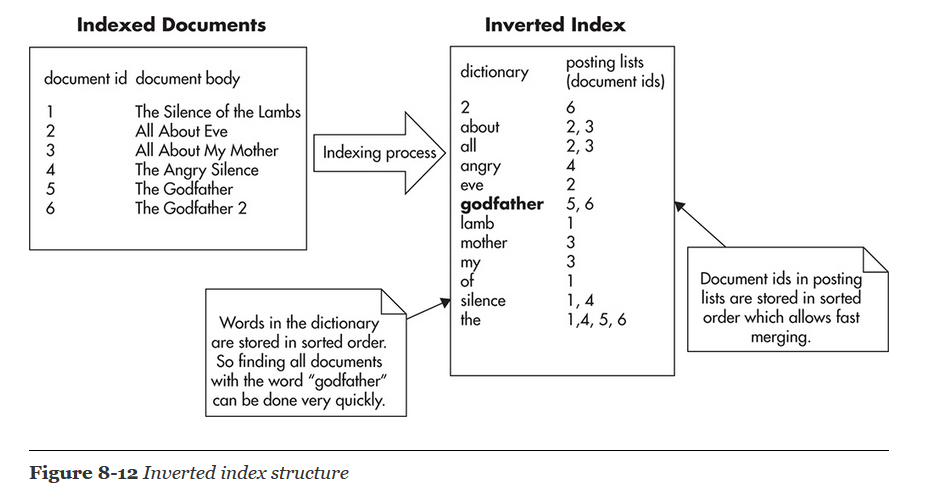 Indexed Documents
document id document body
1 The Silence of the Lambs
2 All About Eve
3 All About My Mother
4 The Angry Silence
5 The Godfather
6 The Godfather 2
Indexing process
Inverted Index
dictionary posting lists
(document ids)
2 6
about 2, 3
all 2, 3
angry 4
eve 2
godfather 5, 6
lamb 1
mother 3
my 3
of 1
silence 1, 4
the 1,4, 5, 6
Words in the dictionary
are stored in sorted order.
So finding all documents
with the word “godfather”
can be done very quickly.
Document ids in posting
lists are stored in sorted
order which allows fast
merging.
Figure 8-12 Inverted index structure